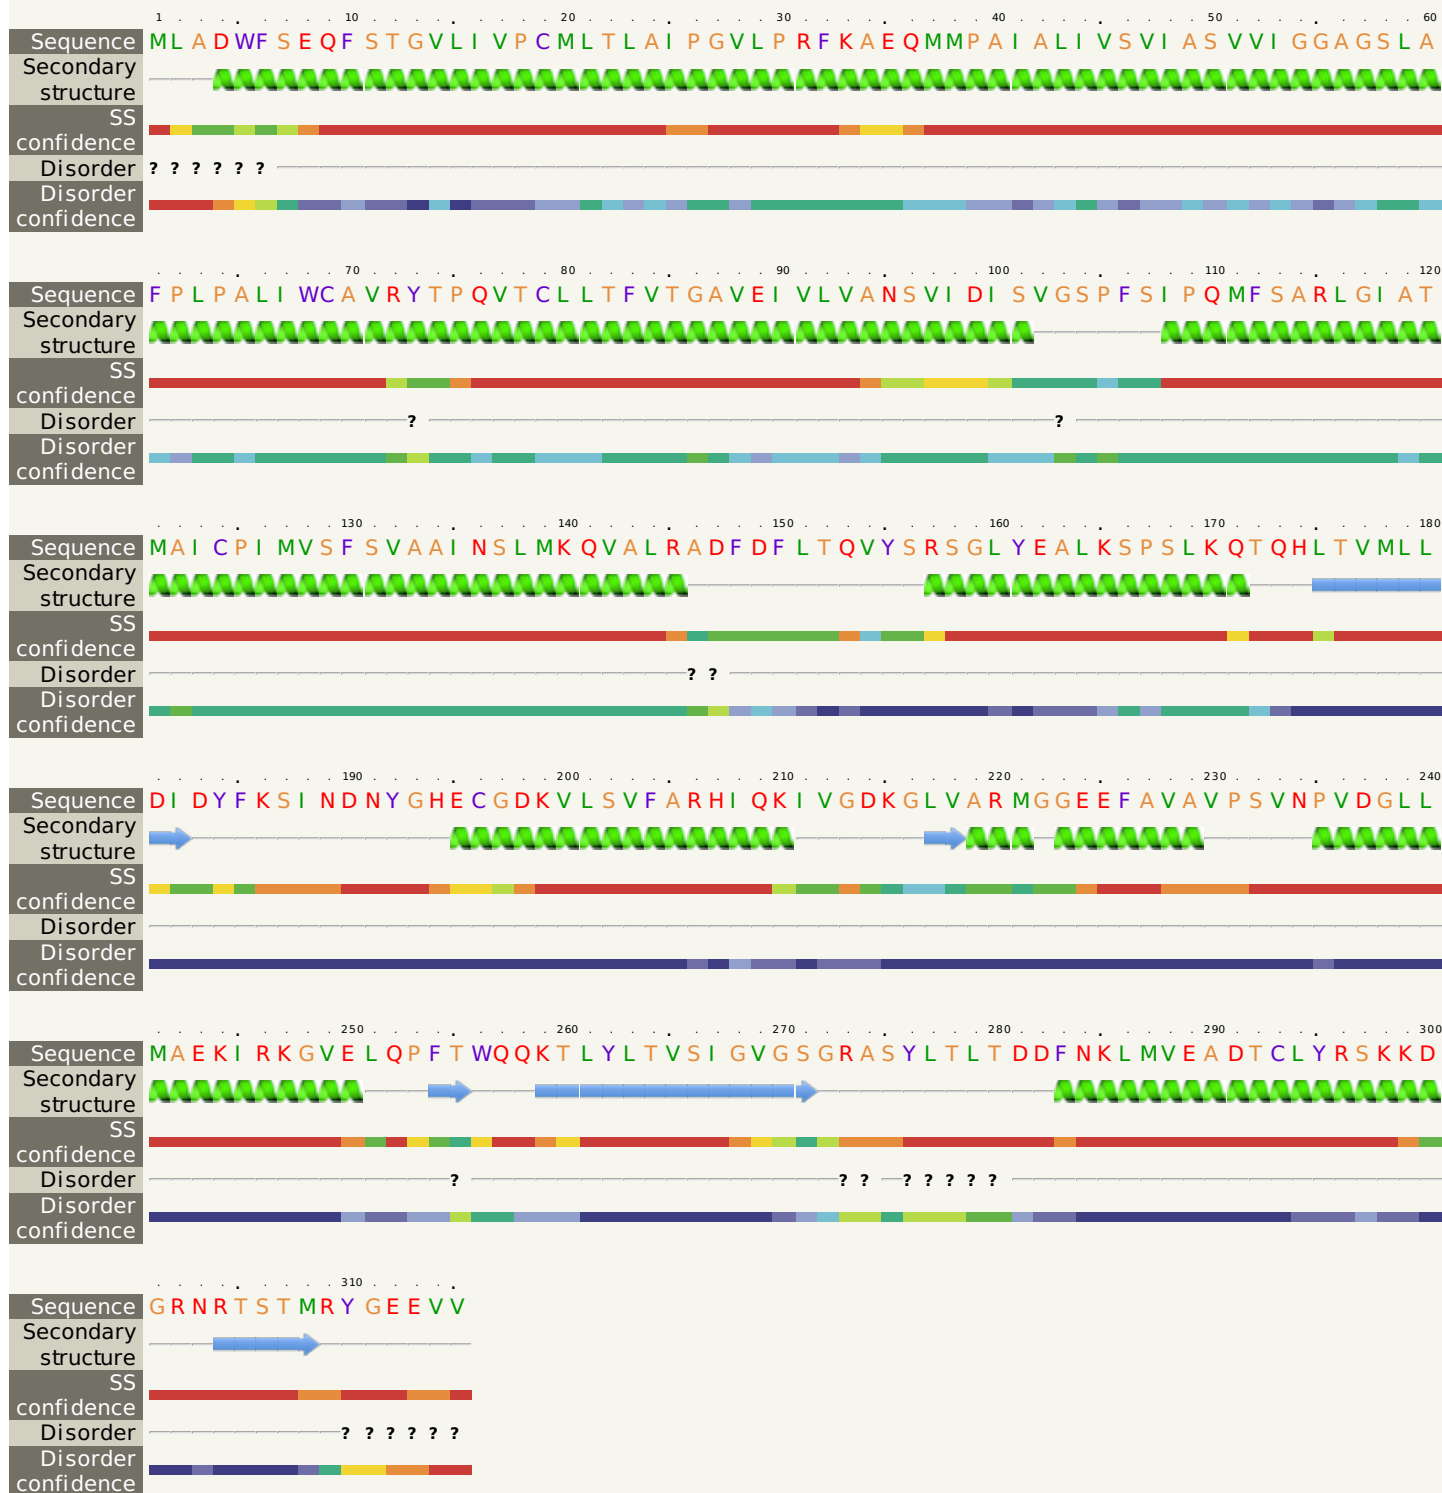 1 . . . . . . . . 10 . . . . . . . . . 20 . . . . . . . . . 30 . . . . . . . . . 40 . . . . . . . . . 50 . . . . . . . . . 60
Sequence MLADWFSEQFSTGVLIVPCMLTLAIPGVLPRFKAEQMMPAIALIVSVIASVVIGGAGSLA
Secondary
structure
SS
confidence
Disorder ? ? ? ? ? ?
Disorder
confidence
. . . . . . . . . 70 . . . . . . . . . 80 . . . . . . . . . 90 . . . . . . . . . 100 . . . . . . . . . 110 . . . . . . . . . 120
Sequence FPLPALIWCAVRYTPQVTCLLTFVTGAVEIVLVANSVIDISVGSPFSIPQMFSARLGIAT
Secondary
structure
SS
confidence
Disorder ? ?
Disorder
confidence
. . . . . . . . . 130 . . . . . . . . . 140 . . . . . . . . . 150 . . . . . . . . . 160 . . . . . . . . . 170 . . . . . . . . . 180
Sequence MAICPIMVSFSVAAINSLMKQVALRADFDFLTQVYSRSGLYEALKSPSLKQTQHLTVMLL
Secondary
structure
SS
confidence
Disorder ? ?
Disorder
confidence
. . . . . . . . . 190 . . . . . . . . . 200 . . . . . . . . . 210 . . . . . . . . . 220 . . . . . . . . . 230 . . . . . . . . . 240
Sequence DIDYFKSINDNYGHECGDKVLSVFARHIQKIVGDKGLVARMGGEEFAVAVPSVNPVDGLL
Secondary
structure
SS
confidence
Disorder
Disorder
confidence
. . . . . . . . . 250 . . . . . . . . . 260 . . . . . . . . . 270 . . . . . . . . . 280 . . . . . . . . . 290 . . . . . . . . . 300
Sequence MAEKIRKGVELQPFTWQQKTLYLTVSIGVGSGRASYLTLTDDFNKLMVEADTCLYRSKKD
Secondary
structure
SS
confidence
Disorder ? ? ? ? ? ? ? ?
Disorder
confidence
. . . . . . . . . 310 . . . . .
Sequence GRNRTSTMRYGEEVV
Secondary
structure
SS
confidence
Disorder ? ? ? ? ? ?
Disorder
confidence